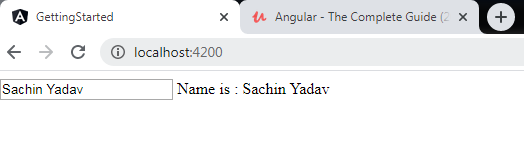 GettingStarted
Angular - The Complete Guide (2
localhost:4200
Sachin Yadav Name is : Sachin Yadav